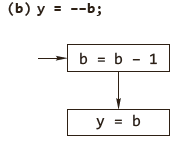 (b) y = --b;
b = b - 1
y = b